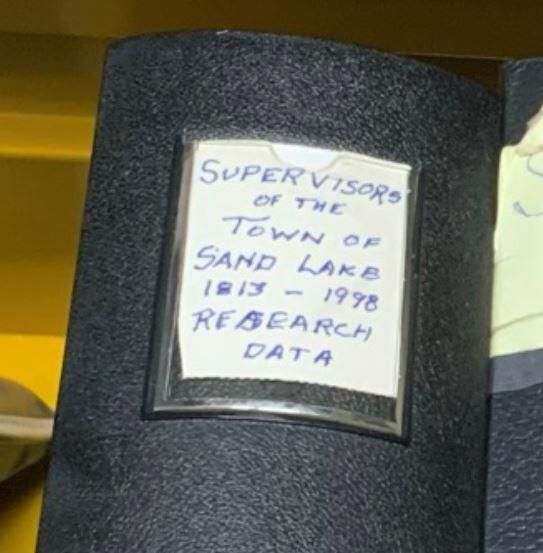 SUPERVISORS
OF THE
TOWN OF
SAND LAKE
1813 - 1998
RESEARCH
DATA